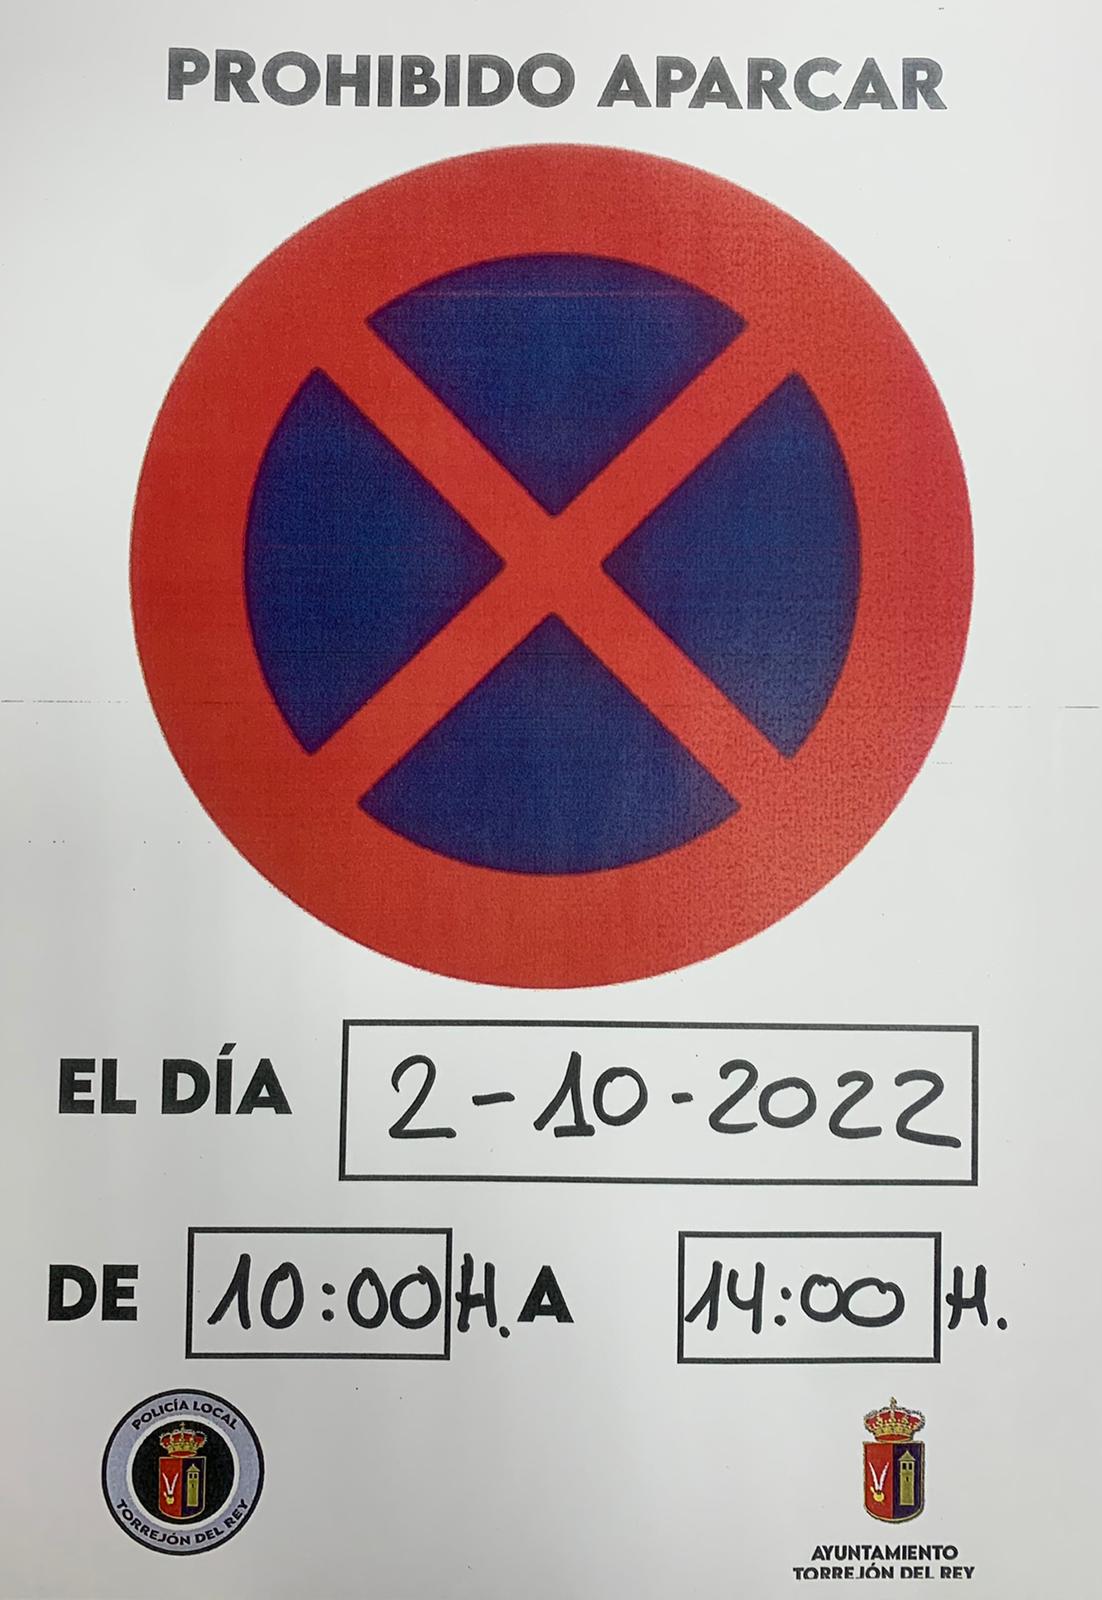 PROHIBIDO APARCAR
EL DÍA 2-10-2022
DE 10:00 H. A 14:00 H.
POLICÍA LOCAL
TORREJÓN DEL REY
AYUNTAMIENTO
TORREJÓN DEL REY